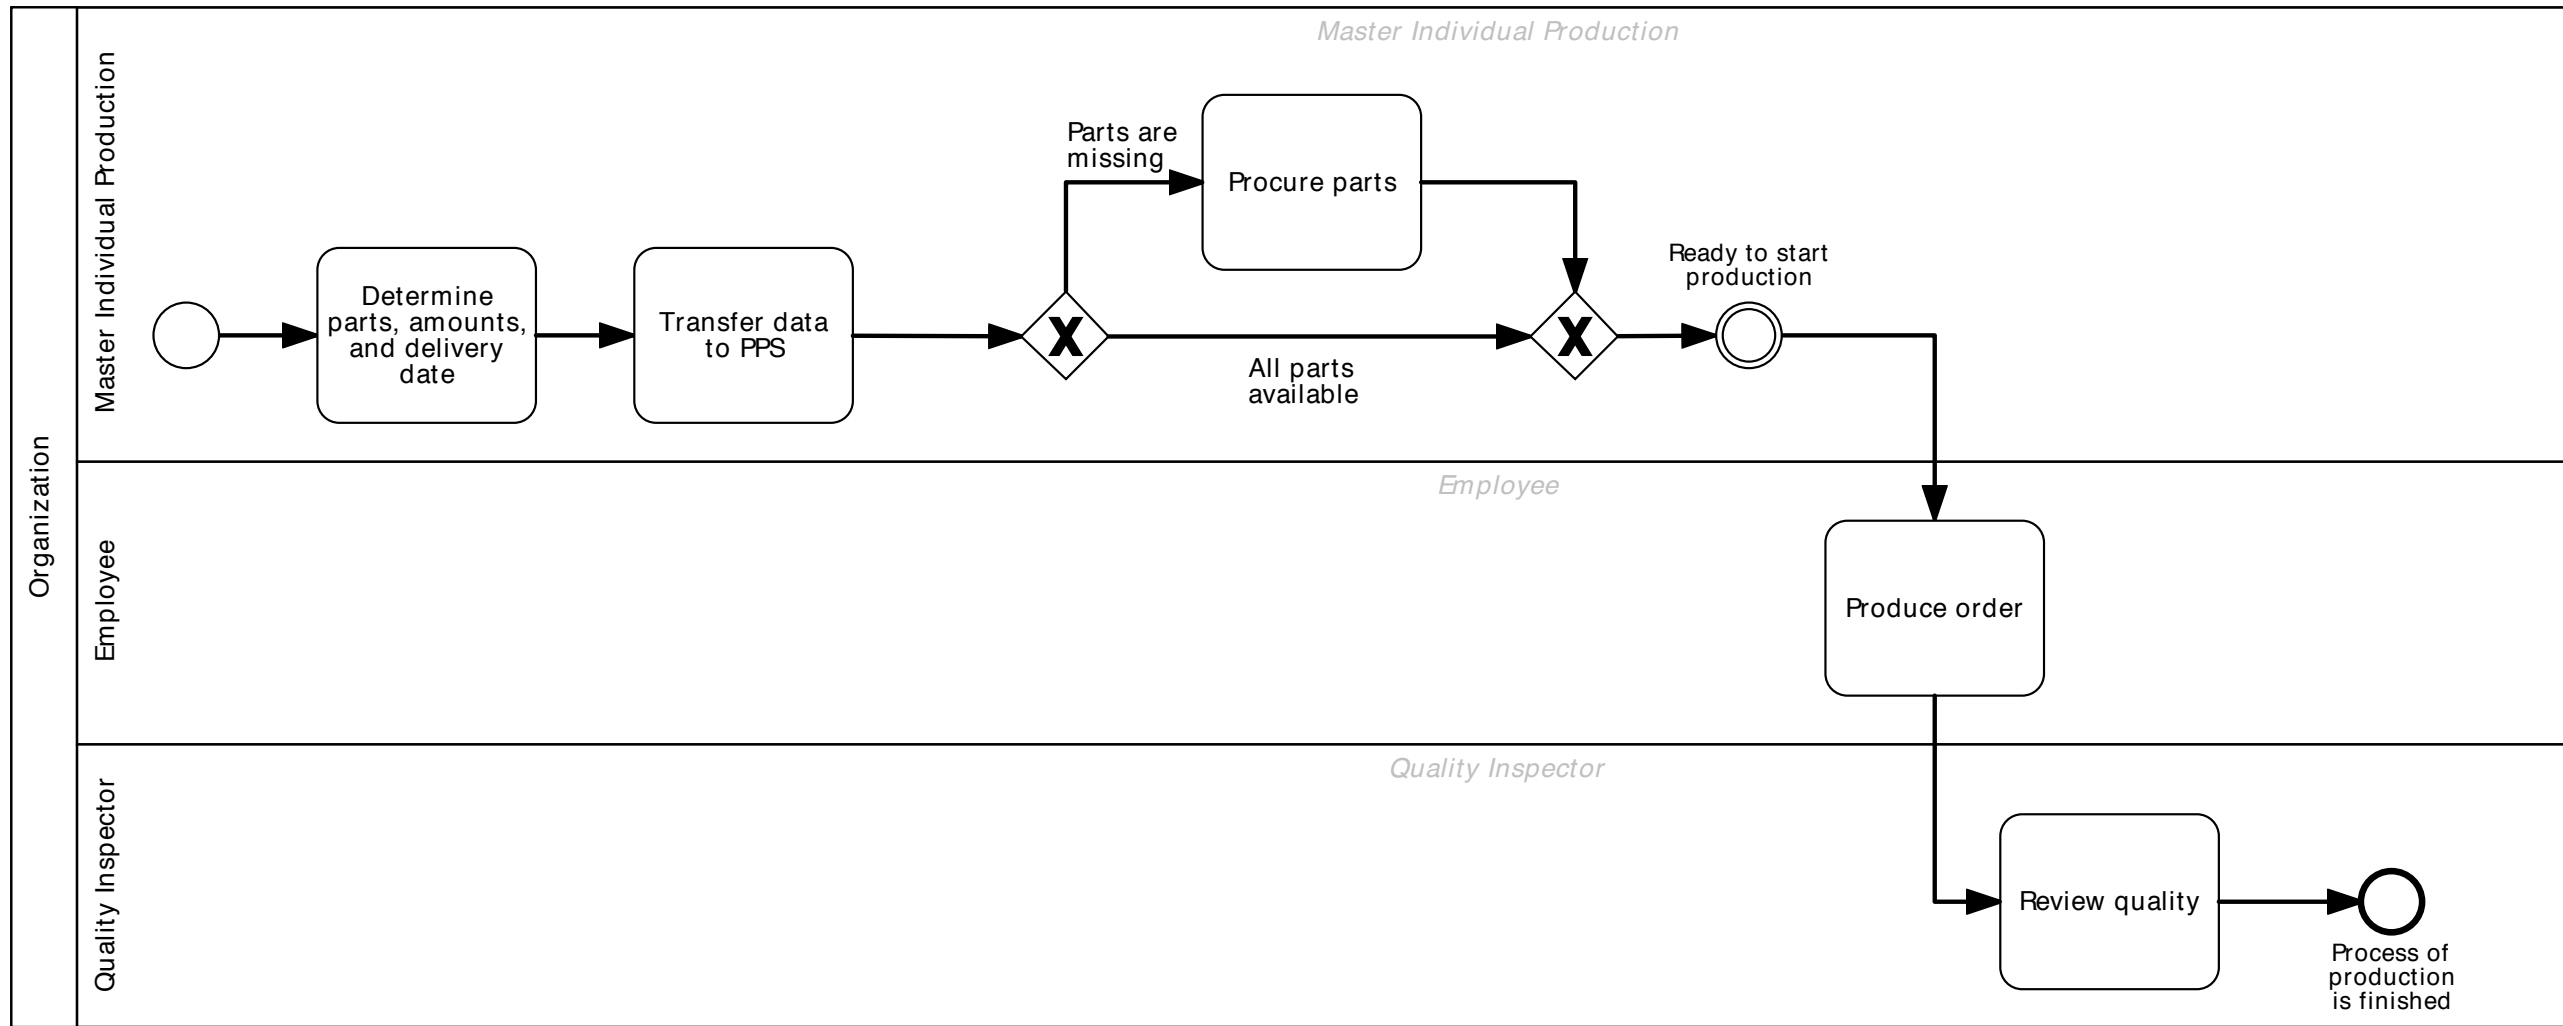 Organization
Master Individual Production
Master Individual Production
Determine
parts, amounts,
and delivery
date
Transfer data
to PPS
Parts are
missing
Procure parts
All parts
available
Ready to start
production
Employee
Employee
Produce order
Quality Inspector
Quality Inspector
Review quality
Process of
production
is finished